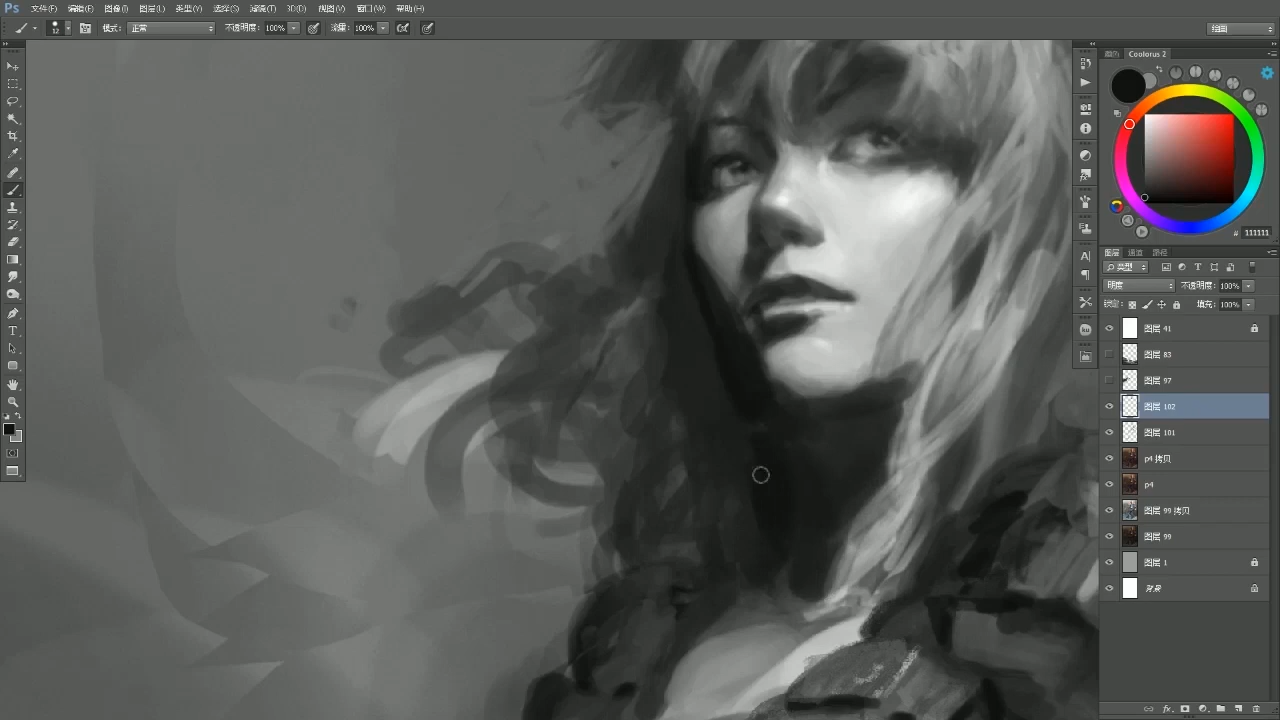 Ps 文件(F) 编辑(E) 图像(I) 图层(L) 类型(Y) 选择(S) 滤镜(T) 3D(D) 视图(V) 窗口(W) 帮助(H)
12 模式: 正常 不透明度: 100% 流量: 100% 绘画
颜色 Coolorus 2
# 111111
图层 通道 路径
类型
明度 不透明度: 100%
锁定: 填充: 100%
图层 41
图层 83
图层 97
图层 102
图层 101
p4 拷贝
p4
图层 99 拷贝
图层 99
图层 1
背景
fx